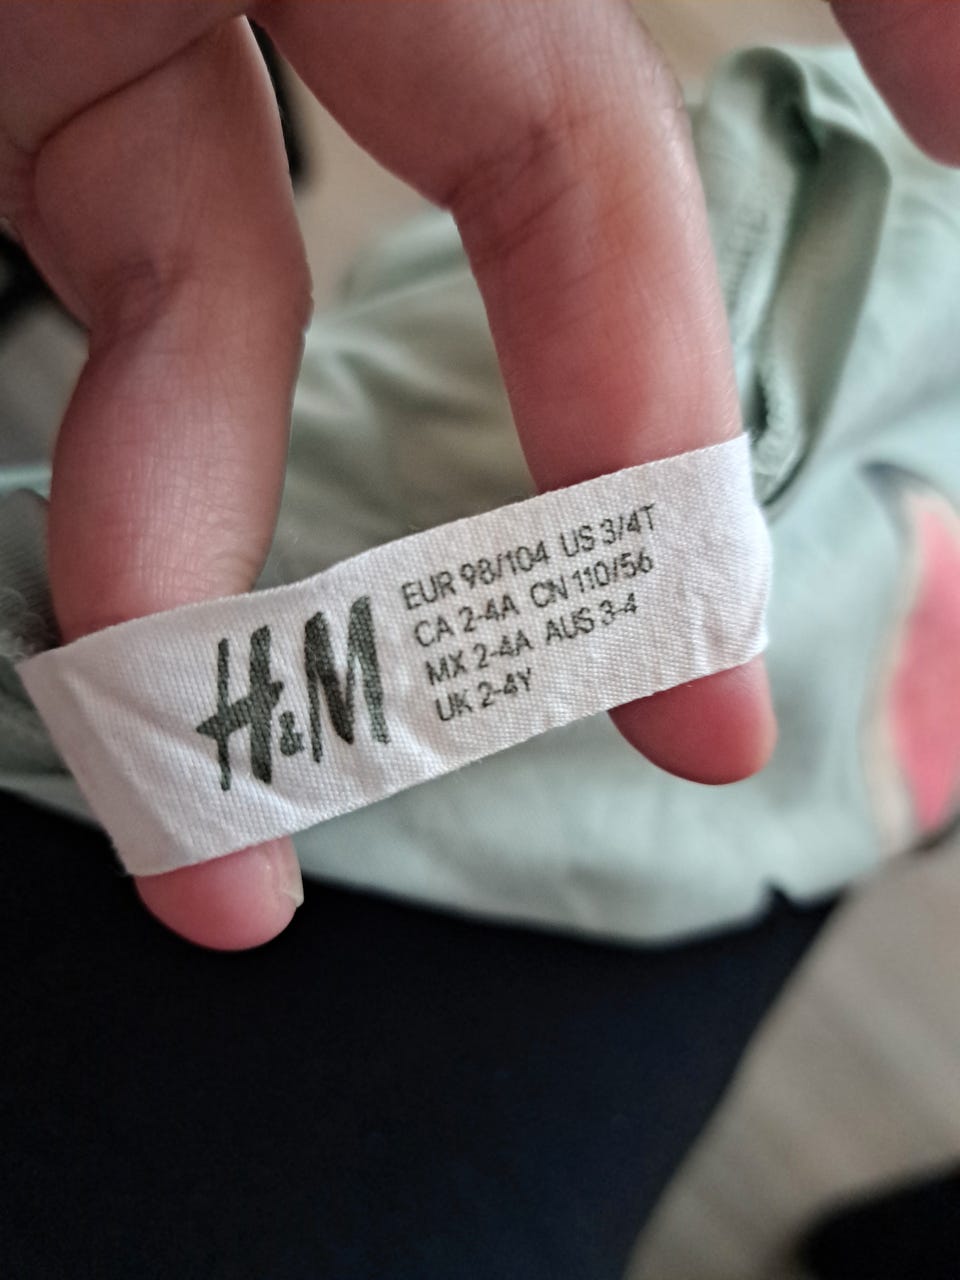 H&M
EUR 98/104 US 3/4T
CA 2-4A CN 110/56
MX 2-4A AUS 3-4
UK 2-4Y